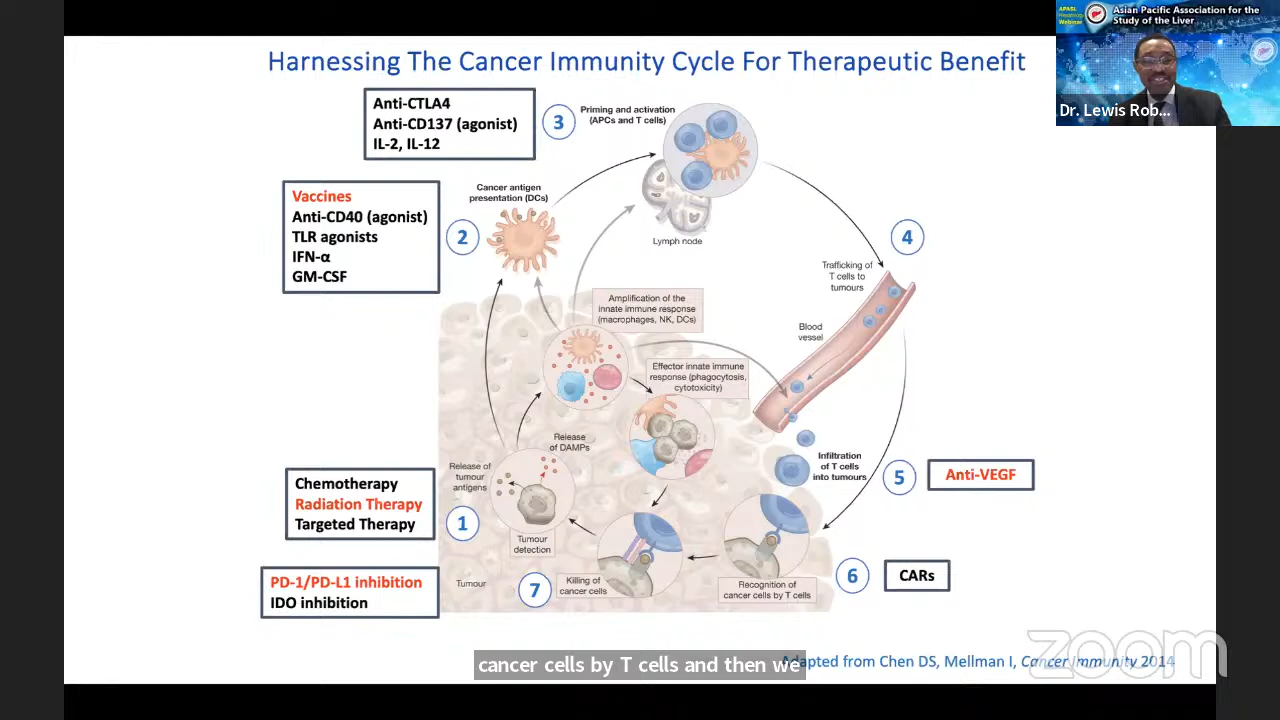 Harnessing The Cancer Immunity Cycle For Therapeutic Benefit
APASL
Hepatology
Webinar
Asian Pacific Association for the
Study of the Liver
Dr. Lewis Rob...
Anti-CTLA4
Anti-CD137 (agonist)
IL-2, IL-12
3
Priming and activation
(APCs and T cells)
Vaccines
Anti-CD40 (agonist)
TLR agonists
IFN-α
GM-CSF
2
Cancer antigen
presentation (DCs)
Lymph node
4
Trafficking of
T cells to
tumours
Blood
vessel
Amplification of the
innate immune response
(macrophages, NK, DCs)
Effector innate immune
response (phagocytosis,
cytotoxicity)
Release
of DAMPs
Release of
tumour
antigens
Infiltration
of T cells
into tumours
5
Anti-VEGF
Chemotherapy
Radiation Therapy
Targeted Therapy
1
Tumour
detection
PD-1/PD-L1 inhibition
IDO inhibition
Tumour
7
Killing of
cancer cells
Recognition of
cancer cells by T cells
6
CARs
cancer cells by T cells and then we
Adapted from Chen DS, Mellman I, Cancer Immunity 2014
zoom